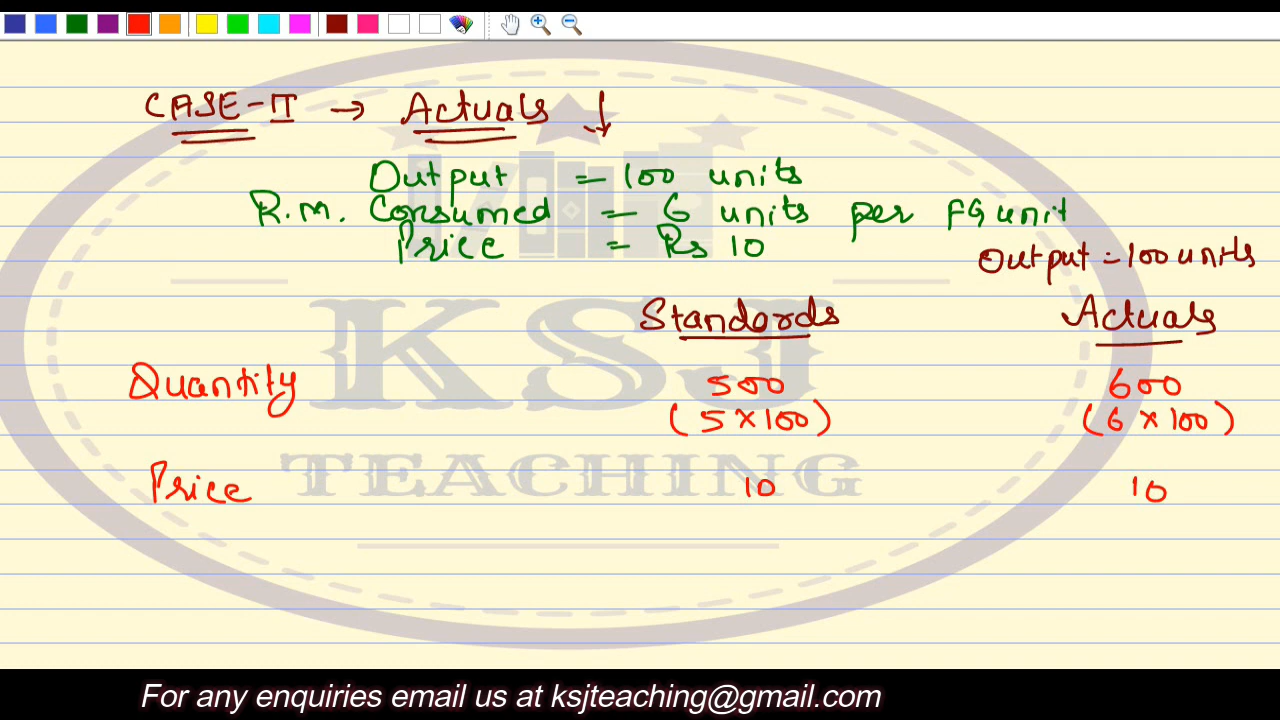 CASE-II → Actuals ↓
Output = 100 units
R.M. Consumed = 6 units per FG unit
Price = Rs 10
Output = 100 units
Standards Actuals
Quantity 500 600
(5×100) (6×100)
Price 10 10
KSJ
TEACHING
For any enquiries email us at ksjteaching@gmail.com